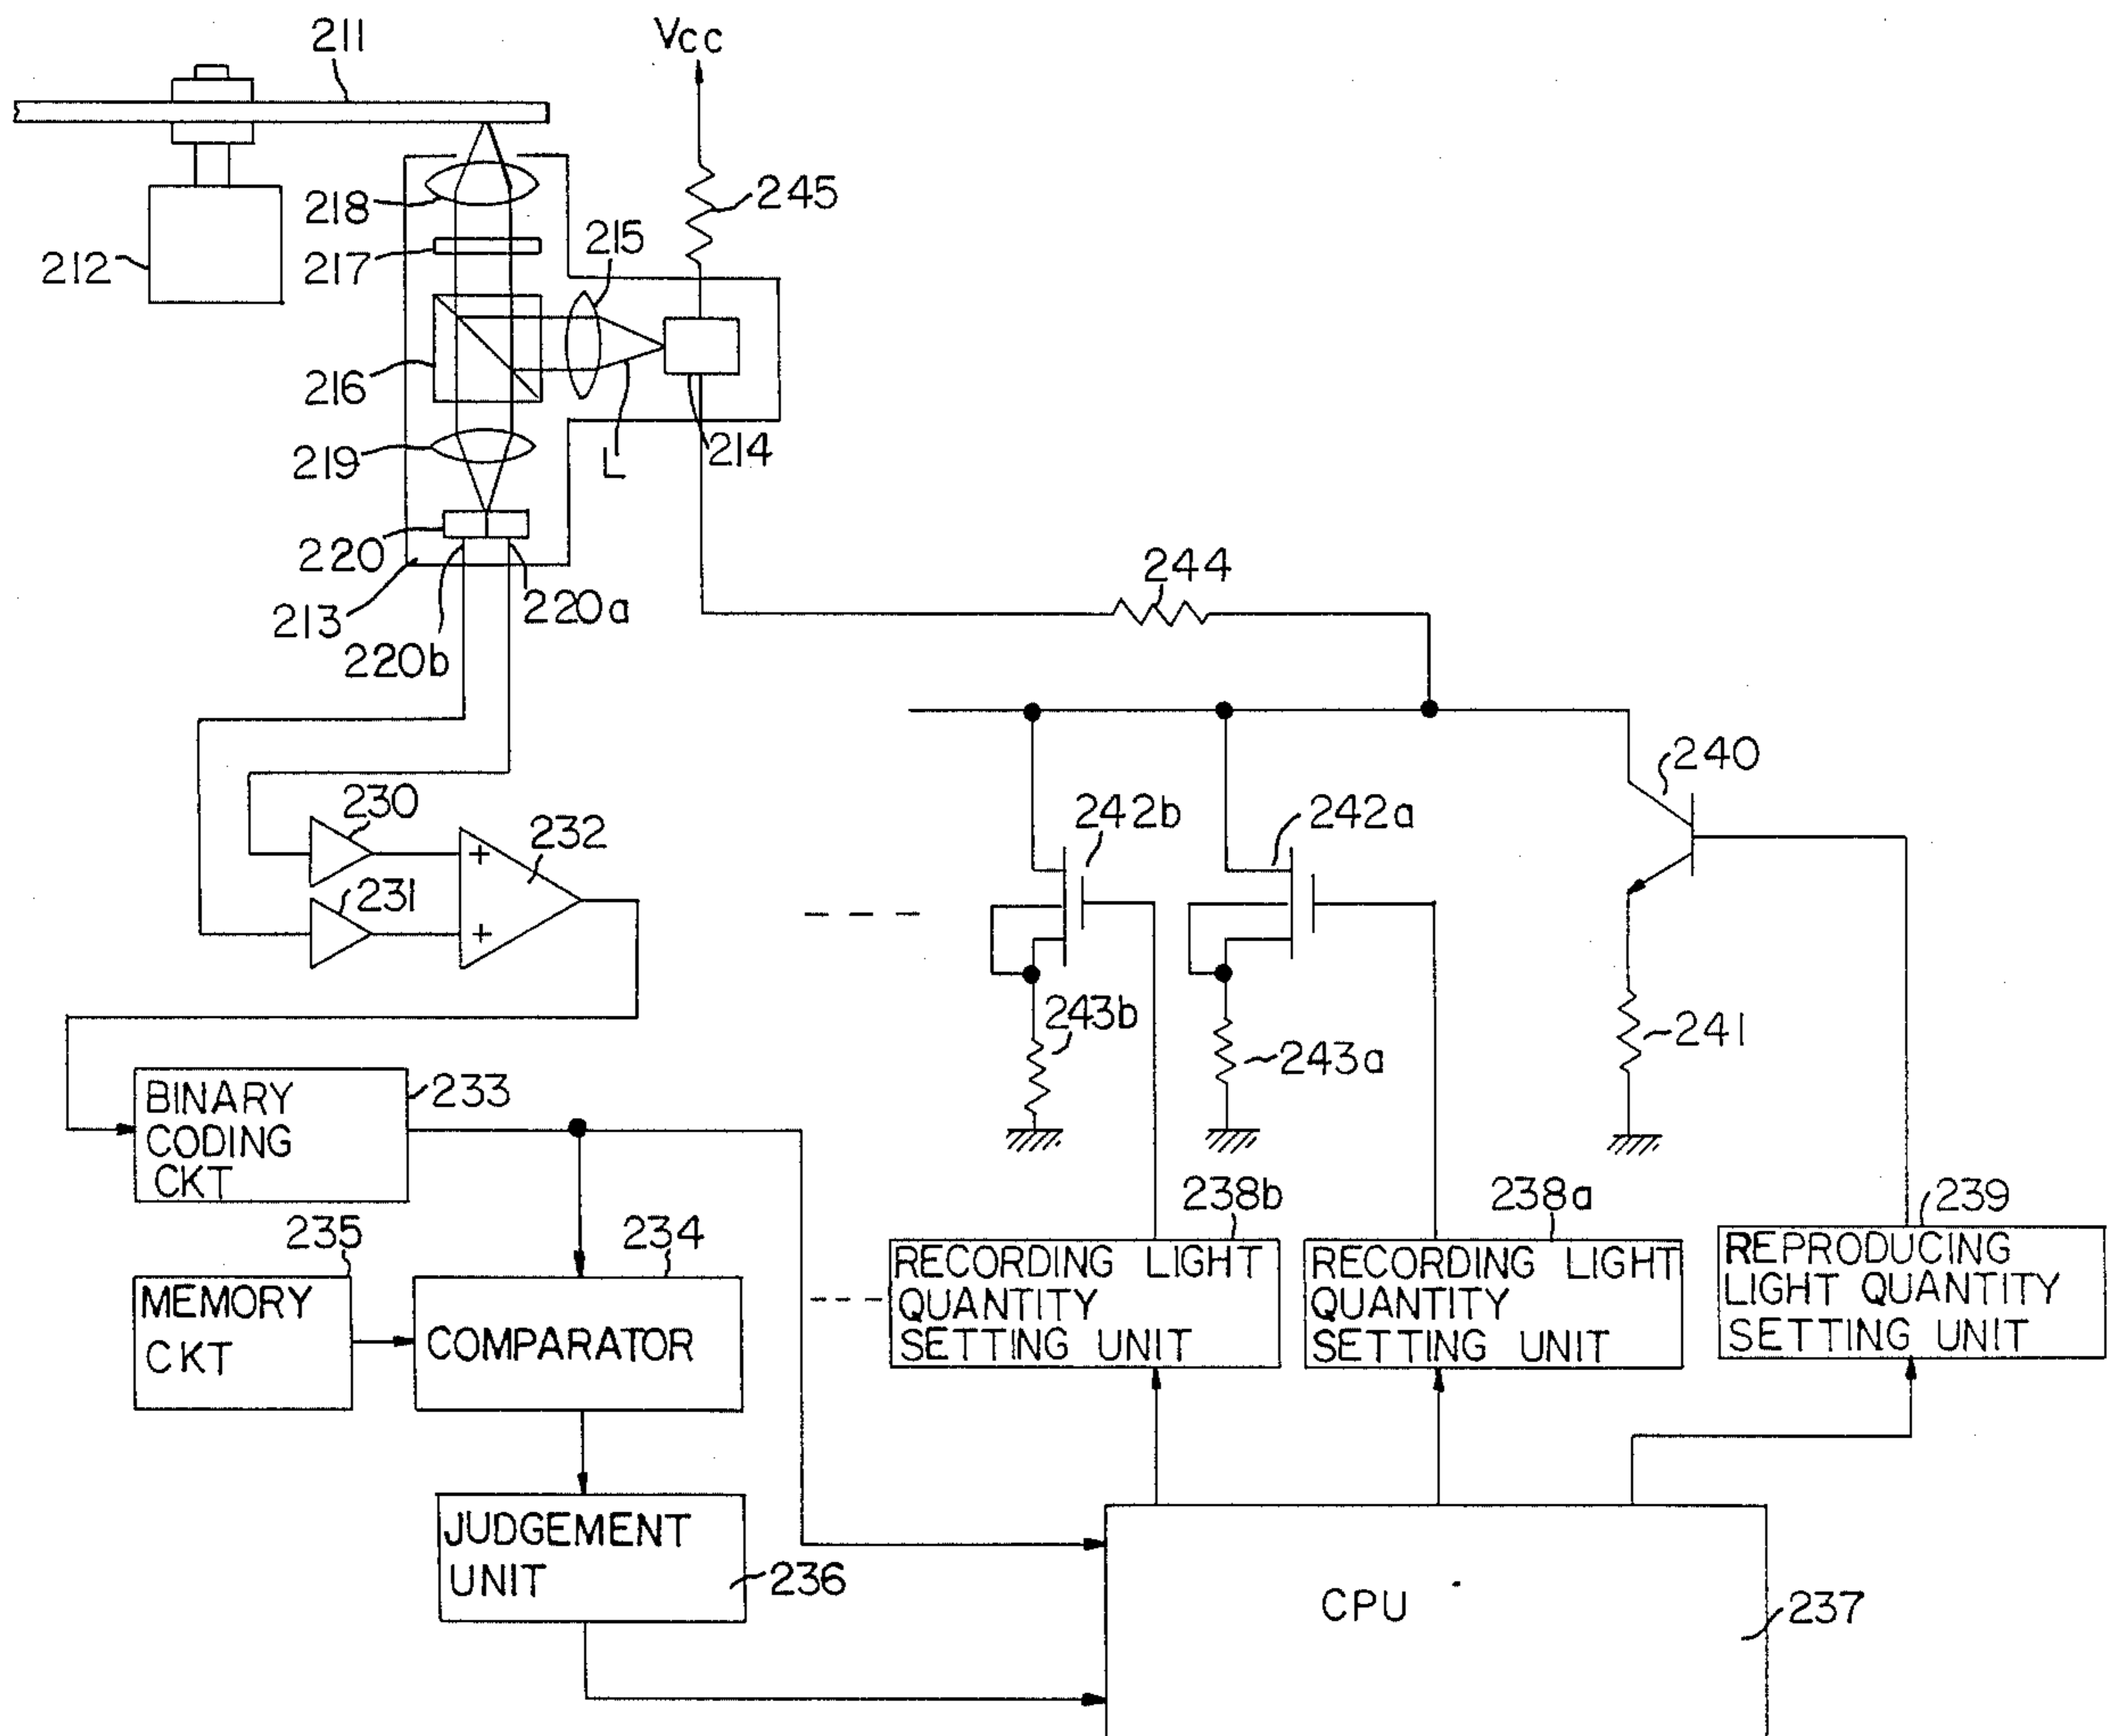 211
Vcc
245
218
215
217
212
216
219
L
214
220
220a
213
220b
244
240
230
242b
242a
232
+
231
+
243b
241
243a
BINARY
CODING
CKT
233
238b
238a
239
235
234
RECORDING LIGHT
QUANTITY
SETTING UNIT
RECORDING LIGHT
QUANTITY
SETTING UNIT
REPRODUCING
LIGHT QUANTITY
SETTING UNIT
MEMORY
CKT
COMPARATOR
JUDGEMENT
UNIT
236
CPU
237